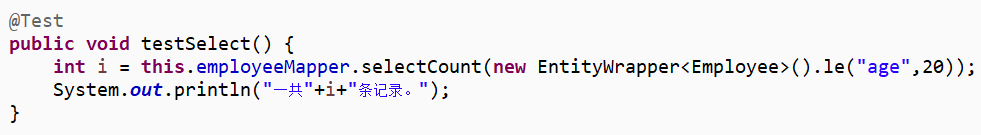 @Test
public void testSelect() {
    int i = this.employeeMapper.selectCount(new EntityWrapper<Employee>().le("age",20));
    System.out.println("一共"+i+"条记录。");
}